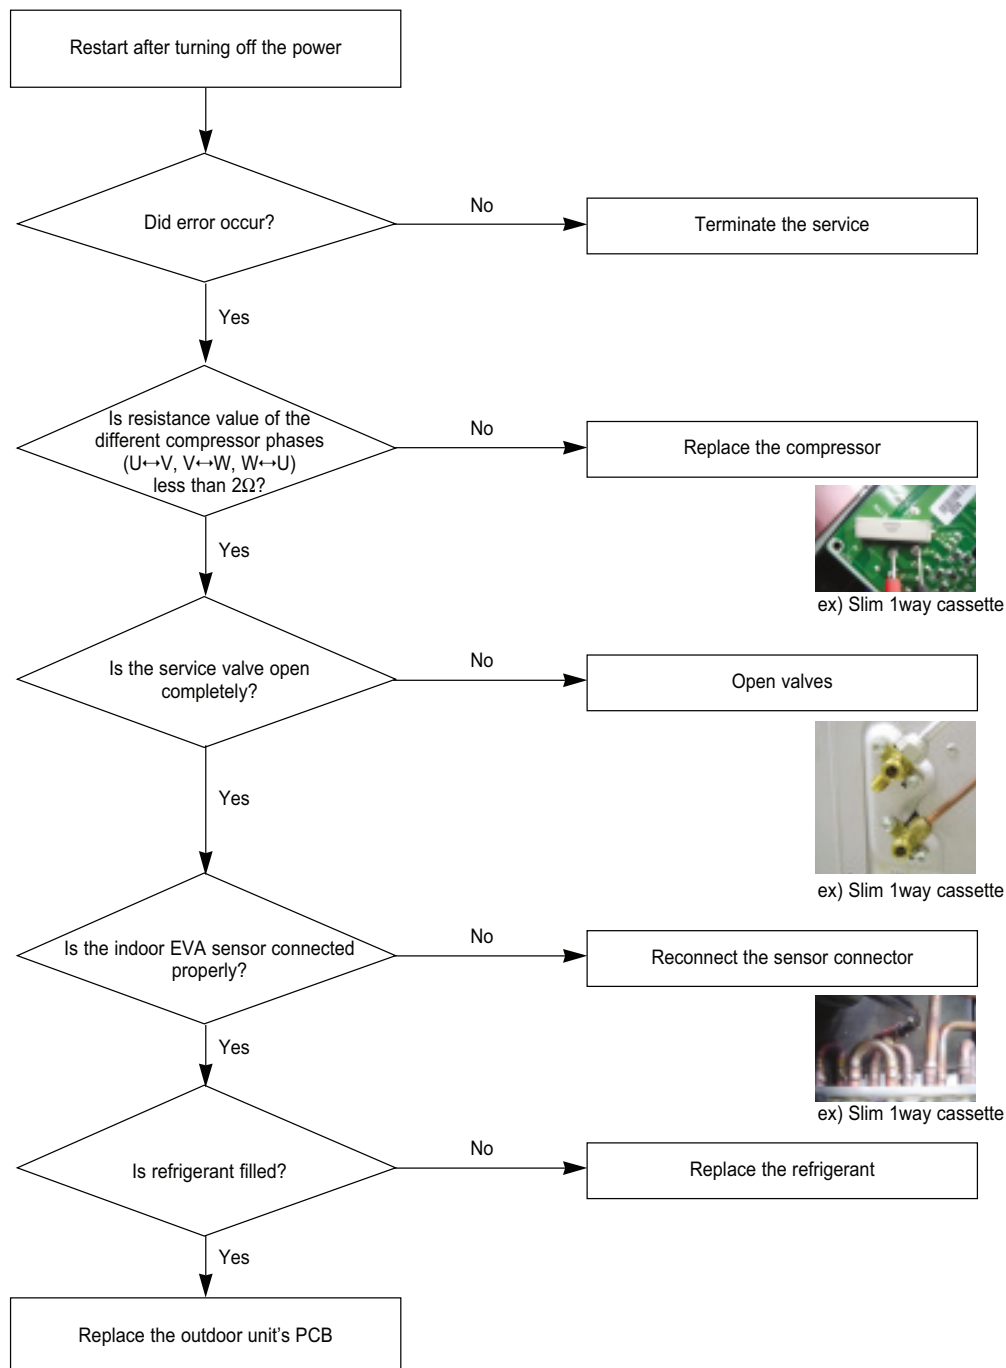 Restart after turning off the power
Did error occur?
No
Terminate the service
Yes
Is resistance value of the
different compressor phases
(U↔V, V↔W, W↔U)
less than 2Ω?
No
Replace the compressor
ex) Slim 1way cassette
Yes
Is the service valve open
completely?
No
Open valves
ex) Slim 1way cassette
Yes
Is the indoor EVA sensor connected
properly?
No
Reconnect the sensor connector
ex) Slim 1way cassette
Yes
Is refrigerant filled?
No
Replace the refrigerant
Yes
Replace the outdoor unit's PCB